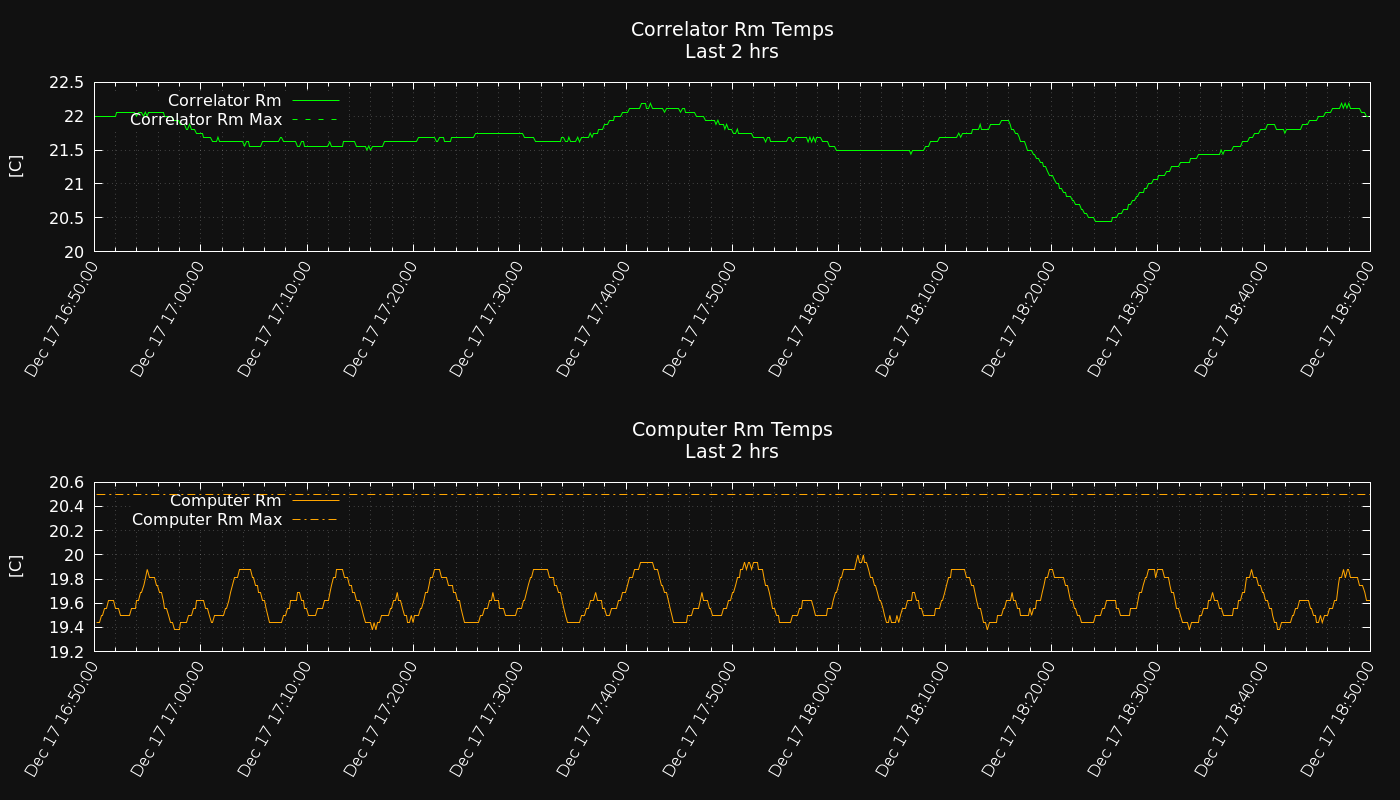 Correlator Rm Temps
Last 2 hrs
22.5
22
21.5
21
20.5
20
[C]
Correlator Rm
Correlator Rm Max
Dec 17 16:50:00
Dec 17 17:00:00
Dec 17 17:10:00
Dec 17 17:20:00
Dec 17 17:30:00
Dec 17 17:40:00
Dec 17 17:50:00
Dec 17 18:00:00
Dec 17 18:10:00
Dec 17 18:20:00
Dec 17 18:30:00
Dec 17 18:40:00
Dec 17 18:50:00
Computer Rm Temps
Last 2 hrs
20.6
20.4
20.2
20
19.8
19.6
19.4
19.2
[C]
Computer Rm
Computer Rm Max
Dec 17 16:50:00
Dec 17 17:00:00
Dec 17 17:10:00
Dec 17 17:20:00
Dec 17 17:30:00
Dec 17 17:40:00
Dec 17 17:50:00
Dec 17 18:00:00
Dec 17 18:10:00
Dec 17 18:20:00
Dec 17 18:30:00
Dec 17 18:40:00
Dec 17 18:50:00